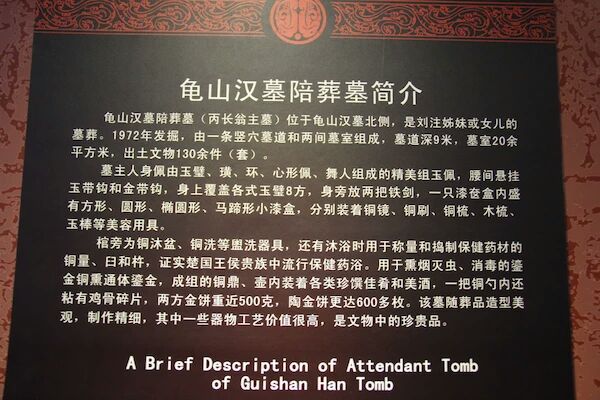 龟山汉墓陪葬墓简介
龟山汉墓陪葬墓（丙长翁主墓）位于龟山汉墓北侧，是刘注姊妹或女儿的
墓葬。1972年发掘，由一条竖穴墓道和两间墓室组成，墓道深9米，墓室20余
平方米，出土文物130余件（套）。
墓主人身佩由玉璧、璜、环、心形佩、舞人组成的精美组玉佩，腰间悬挂
玉带钩和金带钩，身上覆盖各式玉璧8方，身旁放两把铁剑，一只漆奁盒内盛
有方形、圆形、椭圆形、马蹄形小漆盒，分别装着铜镜、铜刷、铜梳、木梳、
玉棒等美容用具。
棺旁为铜沐盆、铜洗等盥洗器具，还有沐浴时用于称量和捣制保健药材的
铜量、臼和杵，证实楚国王侯贵族中流行保健药浴。用于熏烟灭虫、消毒的鎏
金铜熏通体鎏金，成组的铜鼎、壶内装着各类珍馔佳肴和美酒，一把铜勺内还
粘有鸡骨碎片，两方金饼重近500克，陶金饼更达600多枚。该墓随葬品造型美
观，制作精细，其中一些器物工艺价值很高，是文物中的珍贵品。
A Brief Description of Attendant Tomb
of Guishan Han Tomb